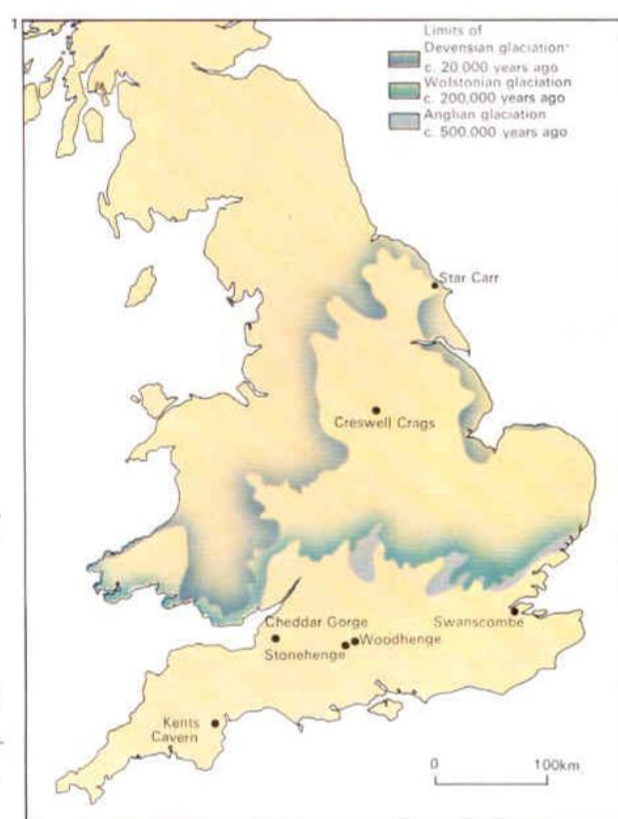 1
Limits of
Devensian glaciation
c. 20 000 years ago
Wolstonian glaciation
c. 200,000 years ago
Anglian glaciation
c. 500,000 years ago
Star Carr
Creswell Crags
Cheddar Gorge
Swanscombe
Woodhenge
Stonehenge
Kents
Cavern
0 100km